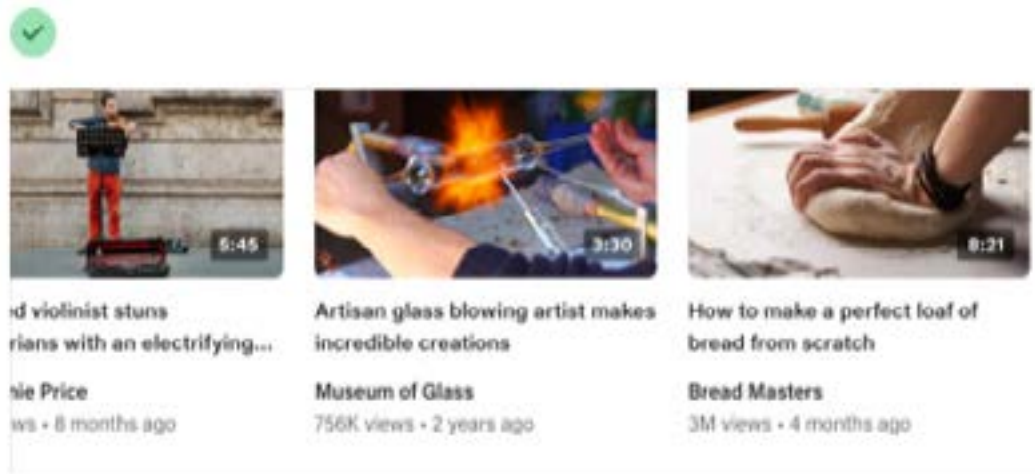 5:45
3:30
8:21
ed violinist stuns
rians with an electrifying...
nie Price
ws • 8 months ago
Artisan glass blowing artist makes
incredible creations
Museum of Glass
756K views • 2 years ago
How to make a perfect loaf of
bread from scratch
Bread Masters
3M views • 4 months ago